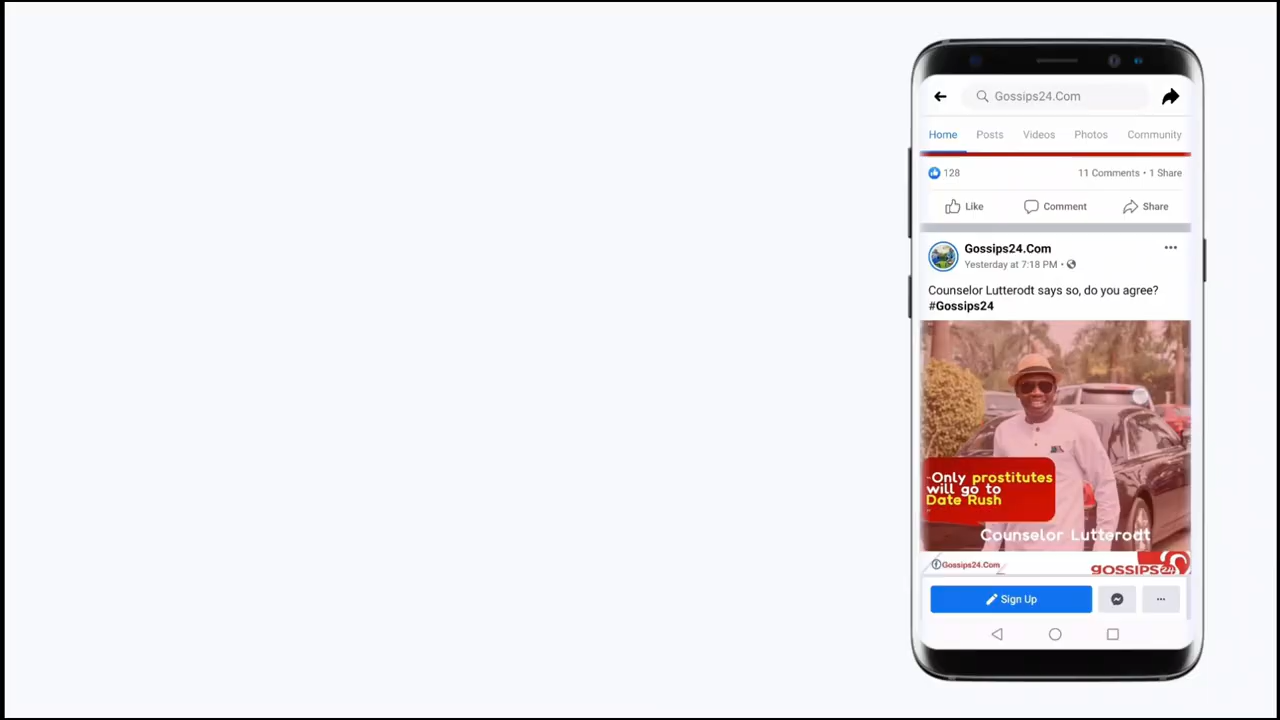 Gossips24.Com
Home Posts Videos Photos Community
128 11 Comments • 1 Share
Like Comment Share
Gossips24.Com
Yesterday at 7:18 PM •
Counselor Lutterodt says so, do you agree?
#Gossips24
Only prostitutes
will go to
Date Rush
Counselor Lutterodt
Gossips24.Com
gossips24
Sign Up